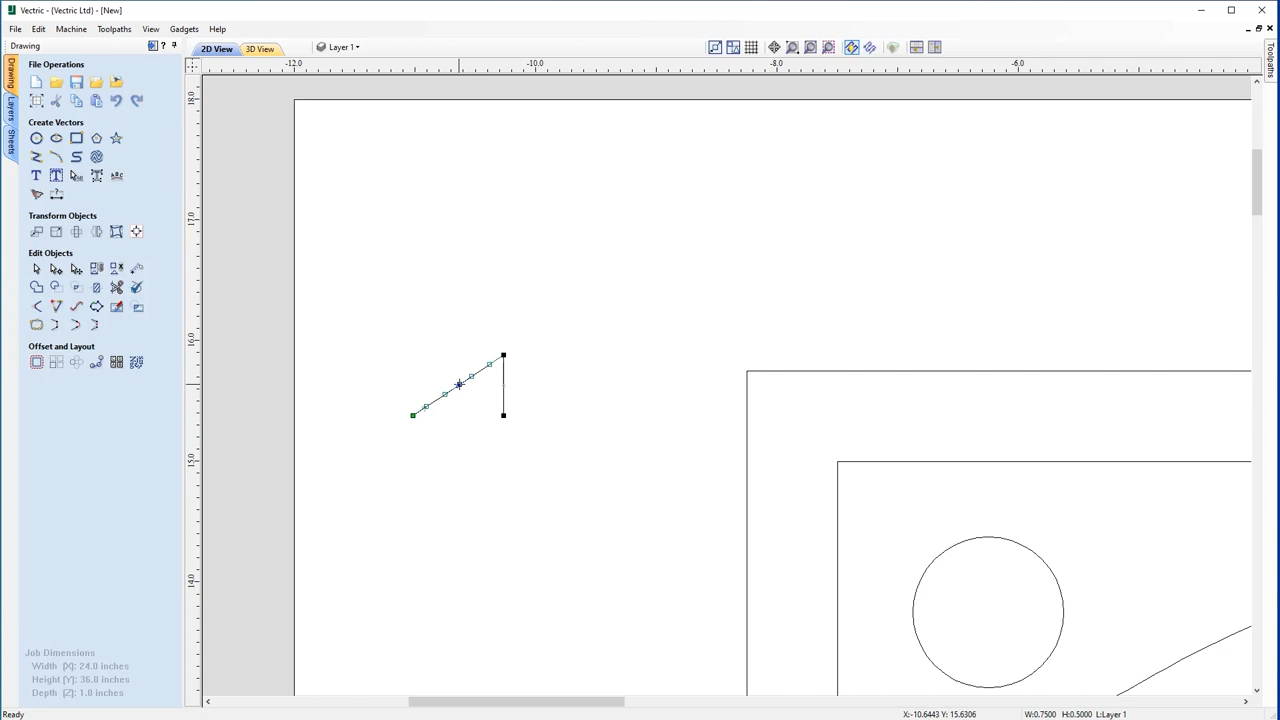 Vectric - {Vectric Ltd} - [New]
File Edit Machine Toolpaths View Gadgets Help
Drawing
2D View 3D View Layer 1
Drawing
Layers
Sheets
Toolpaths
-12.0 -10.0 -8.0 -6.0
18.0
17.0
16.0
15.0
14.0
File Operations
Create Vectors
Transform Objects
Edit Objects
Offset and Layout
Job Dimensions
Width [X]: 24.0 inches
Height [Y]: 36.0 inches
Depth [Z]: 1.0 inches
Ready X:-10.6443 Y: 15.6306 W:0.7500 H:0.5000 L:Layer 1